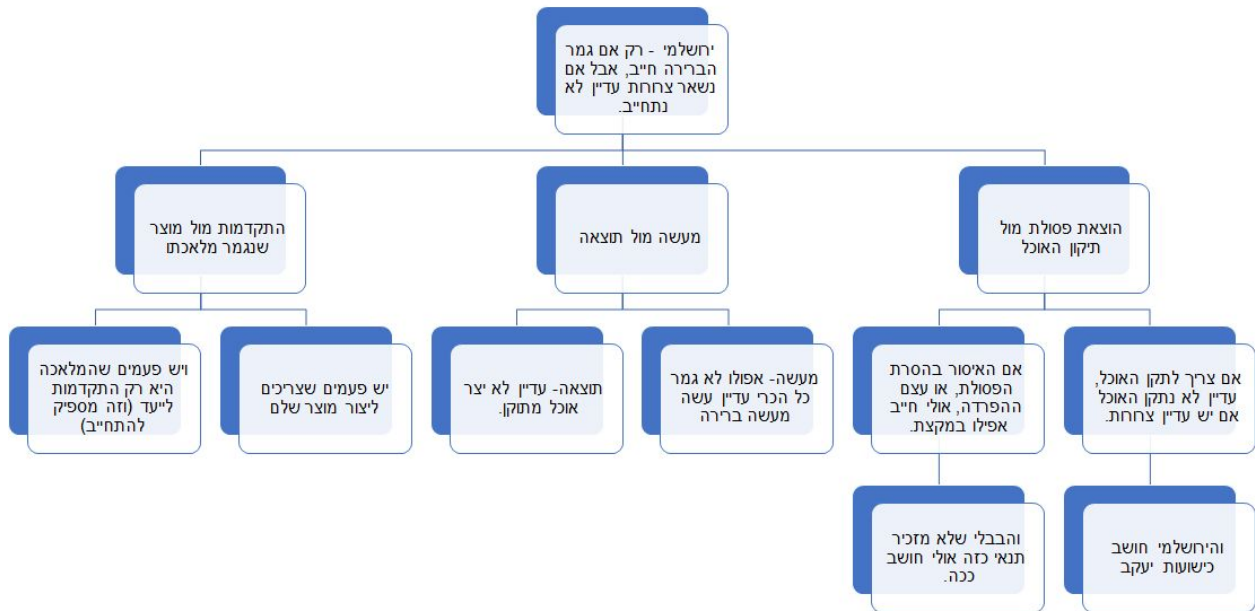 ירושלמי - רק אם גמר
הברירה חייב, אבל אם
נשאר צרורות עדיין לא
נתחייב.
הוצאת פסולת מול
תיקון האוכל
מעשה מול תוצאה
התקדמות מול מוצר
שנגמר מלאכתו
אם צריך לתקן האוכל,
עדיין לא נתקן האוכל
אם יש עדיין צרורות.
אם האיסור בהסרת
הפסולת, או עצם
ההפרדה, אולי חייב
אפילו במקצת.
מעשה- אפולו לא גמר
כל הכרי עדיין עשה
מעשה ברירה
תוצאה- עדיין לא יצר
אוכל מתוקן.
יש פעמים שצריכים
ליצור מוצר שלם
ויש פעמים שהמלאכה
היא רק התקדמות
לייעד (וזה מספיק
להתחייב)
והירושלמי חושב
כישועות יעקב
והבבלי שלא מזכיר
תנאי כזה אולי חושב
ככה.